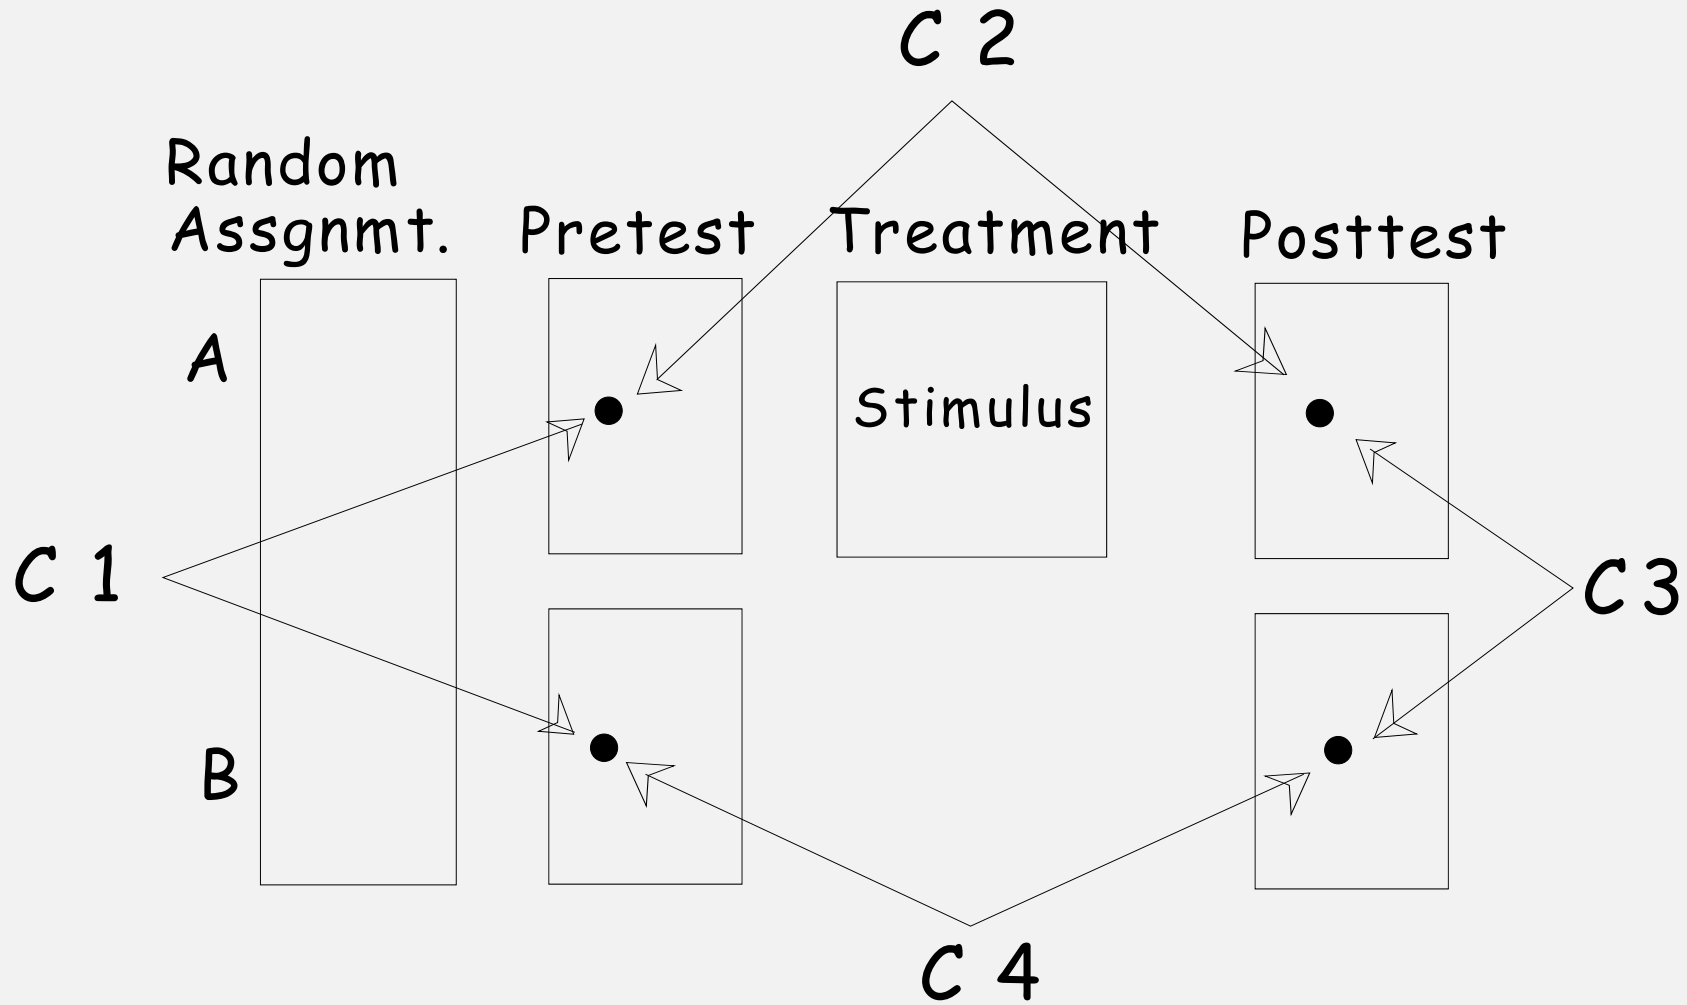 C 2
Random
Assgnmt.
Pretest
Treatment
Posttest
A
Stimulus
C 1
C 3
B
C 4